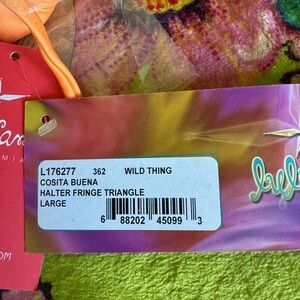 L176277 362 WILD THING
COSITA BUENA
HALTER FRINGE TRIANGLE
LARGE
6 88202 45099 3